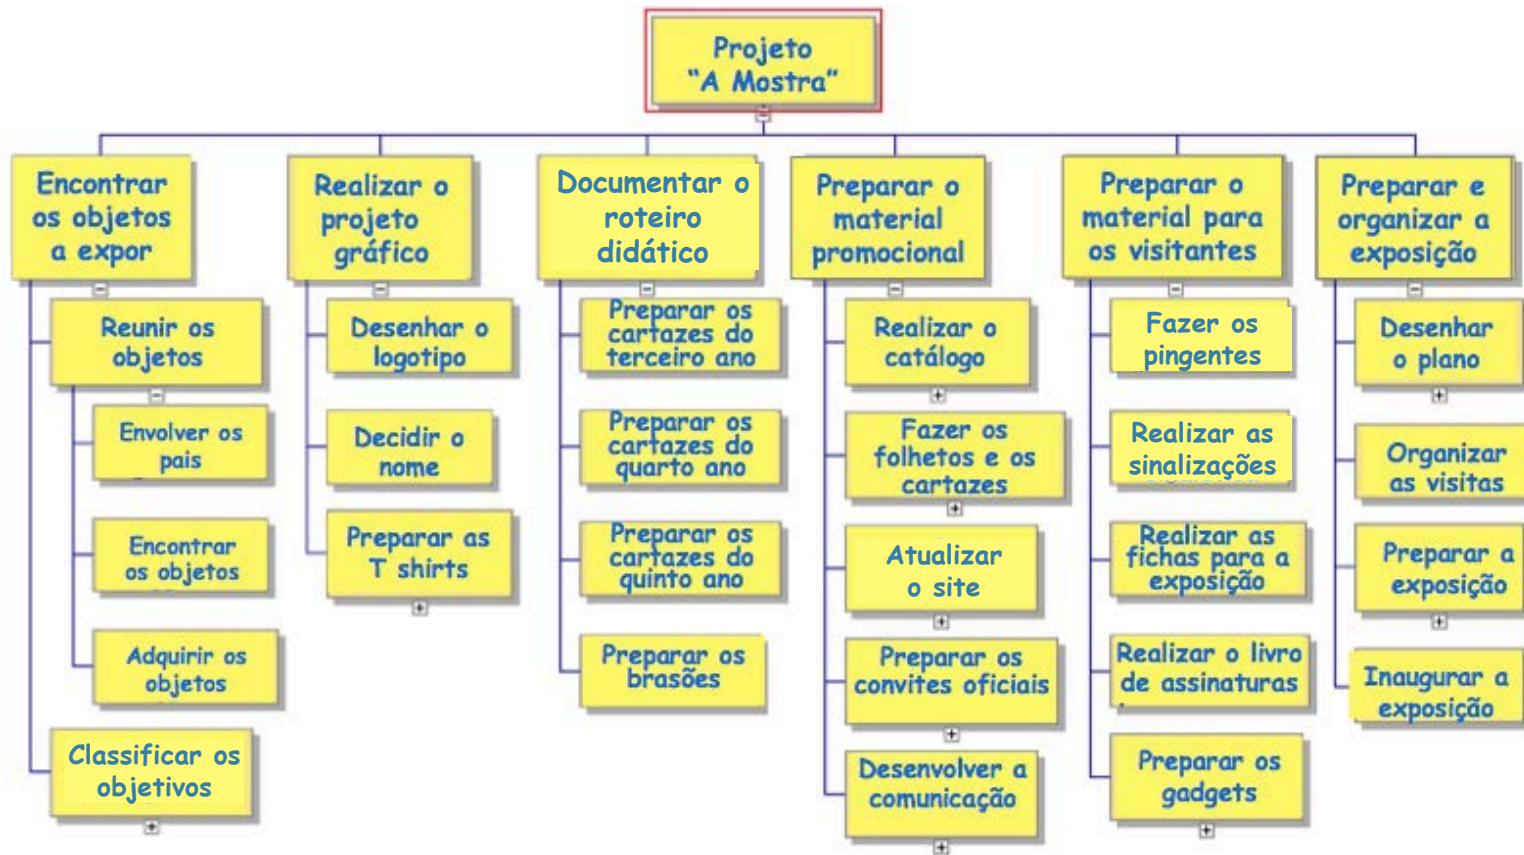 Projeto
“A Mostra”
Encontrar
os objetos
a expor
Reunir os
objetos
Envolver os
pais
Encontrar
os objetos
Adquirir os
objetos
Classificar os
objetivos
Realizar o
projeto
gráfico
Desenhar o
logotipo
Decidir o
nome
Preparar as
T shirts
Documentar o
roteiro
didático
Preparar os
cartazes do
terceiro ano
Preparar os
cartazes do
quarto ano
Preparar os
cartazes do
quinto ano
Preparar os
brasões
Preparar o
material
promocional
Realizar o
catálogo
Fazer os
folhetos e os
cartazes
Atualizar
o site
Preparar os
convites oficiais
Desenvolver a
comunicação
Preparar o
material para
os visitantes
Fazer os
pingentes
Realizar as
sinalizações
Realizar as
fichas para a
exposição
Realizar o livro
de assinaturas
Preparar os
gadgets
Preparar e
organizar a
exposição
Desenhar
o plano
Organizar
as visitas
Preparar a
exposição
Inaugurar a
exposição